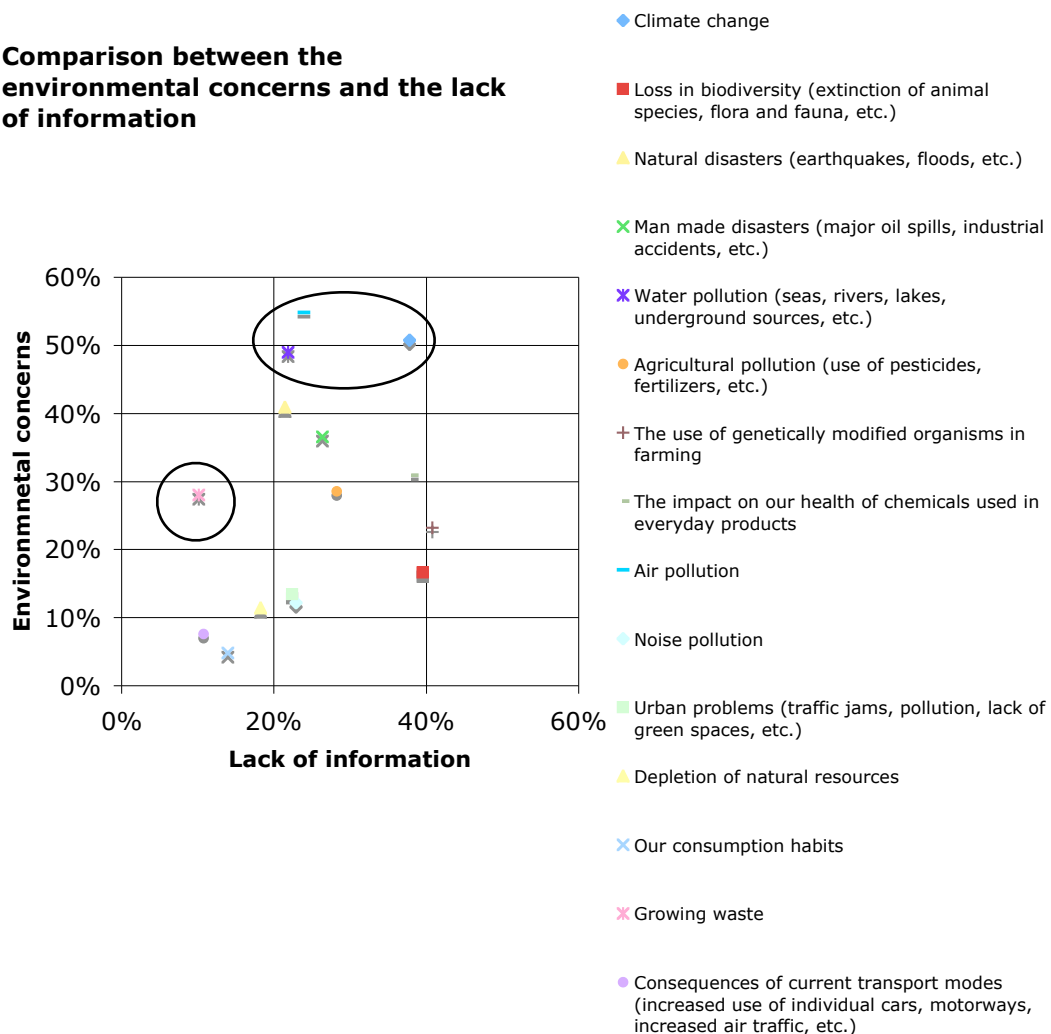 Comparison between the
environmental concerns and the lack
of information
60%
50%
40%
30%
20%
10%
0%
0%
20%
40%
60%
Environmnetal concerns
Lack of information
Climate change
Loss in biodiversity (extinction of animal
species, flora and fauna, etc.)
Natural disasters (earthquakes, floods, etc.)
Man made disasters (major oil spills, industrial
accidents, etc.)
Water pollution (seas, rivers, lakes,
underground sources, etc.)
Agricultural pollution (use of pesticides,
fertilizers, etc.)
The use of genetically modified organisms in
farming
The impact on our health of chemicals used in
everyday products
Air pollution
Noise pollution
Urban problems (traffic jams, pollution, lack of
green spaces, etc.)
Depletion of natural resources
Our consumption habits
Growing waste
Consequences of current transport modes
(increased use of individual cars, motorways,
increased air traffic, etc.)